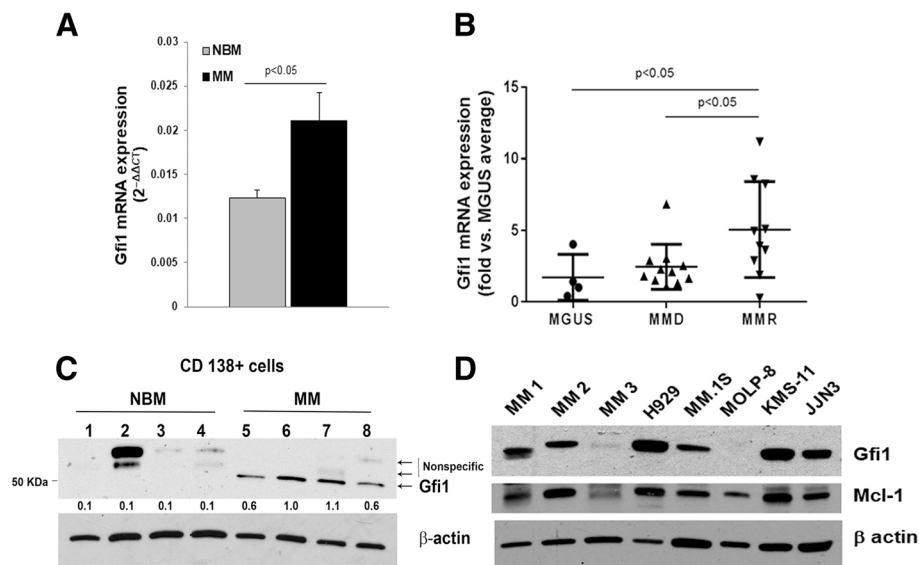 A
Gfi1 mRNA expression
(2^−ΔΔCT)
0.03
0.025
0.02
0.015
0.01
0.005
0
NBM
MM
p<0.05
B
Gfi1 mRNA expression
(fold vs. MGUS average)
15
10
5
0
p<0.05
p<0.05
MGUS MMD MMR
C
CD 138+ cells
NBM MM
1 2 3 4 5 6 7 8
50 KDa
Nonspecific
Gfi1
0.1 0.1 0.1 0.1 0.6 1.0 1.1 0.6
β-actin
D
MM 1 MM 2 MM 3 H929 MM.1S MOLP-8 KMS-11 JJN3
Gfi1
Mcl-1
β actin